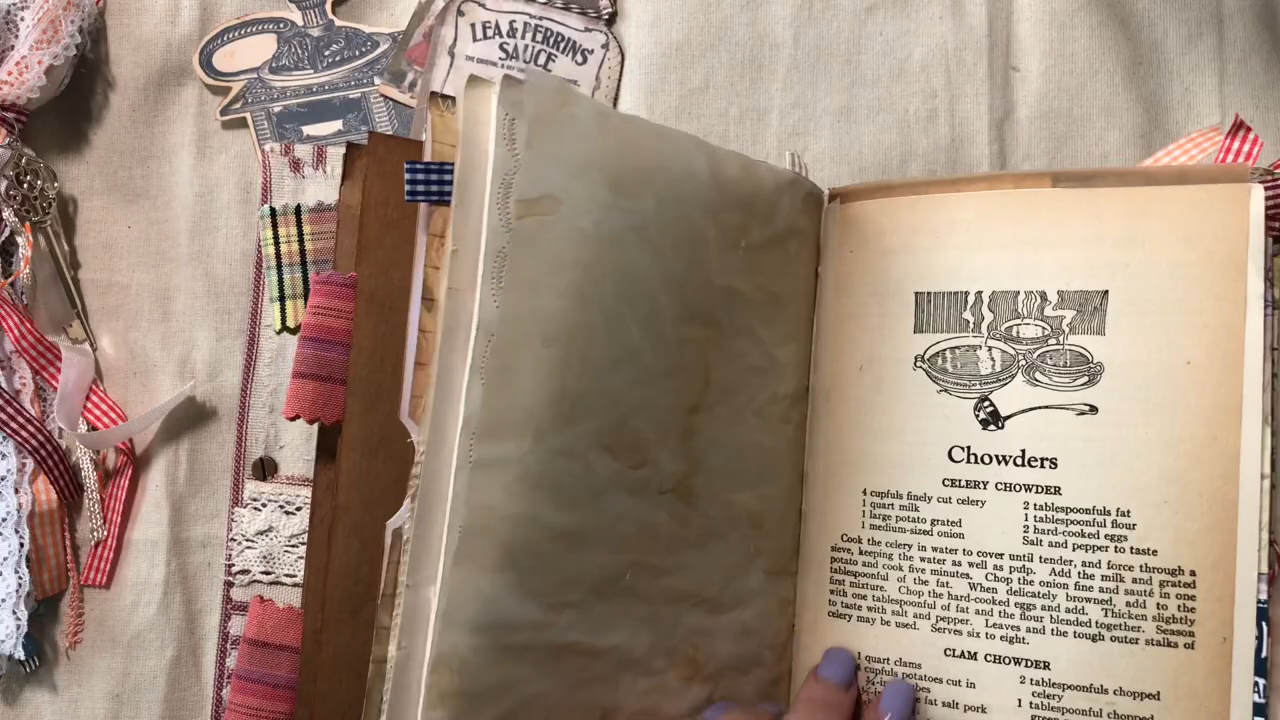 LEA & PERRINS'
SAUCE
Chowders
CELERY CHOWDER
4 cupfuls finely cut celery
1 quart milk
1 large potato grated
1 medium-sized onion
2 tablespoonfuls fat
1 tablespoonful flour
2 hard-cooked eggs
Salt and pepper to taste
Cook the celery in water to cover until tender, and force through a
sieve, keeping the water as well as pulp. Add the milk and grated
potato and cook five minutes. Chop the onion fine and sauté in one
tablespoonful of the fat. When delicately browned, add to the
first mixture. Chop the hard-cooked eggs and add. Thicken slightly
with one tablespoonful of fat and the flour blended together. Season
to taste with salt and pepper. Leaves and the tough outer stalks of
celery may be used. Serves six to eight.
CLAM CHOWDER
1 quart clams
cupfuls potatoes cut in
fat salt pork
2 tablespoonfuls chopped
celery
1 tablespoonful chopped